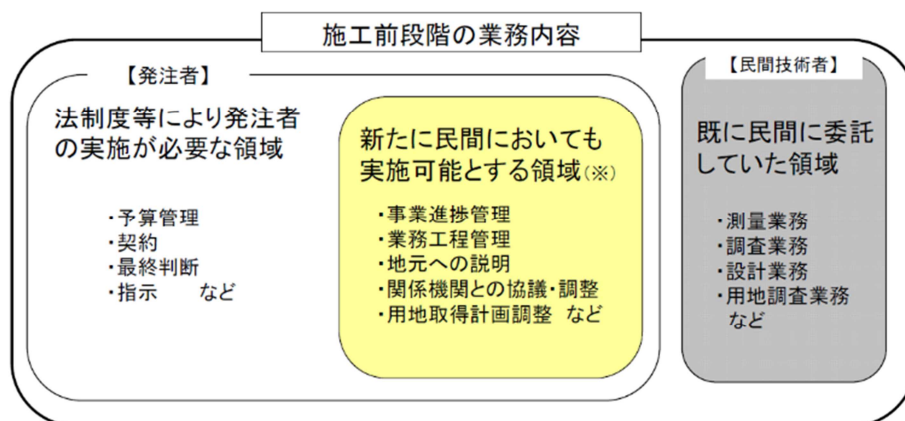 施工前段階の業務内容
【発注者】
法制度等により発注者
の実施が必要な領域
・予算管理
・契約
・最終判断
・指示 など
新たに民間においても
実施可能とする領域(※)
・事業進捗管理
・業務工程管理
・地元への説明
・関係機関との協議・調整
・用地取得計画調整 など
【民間技術者】
既に民間に委託
していた領域
・測量業務
・調査業務
・設計業務
・用地調査業務
など